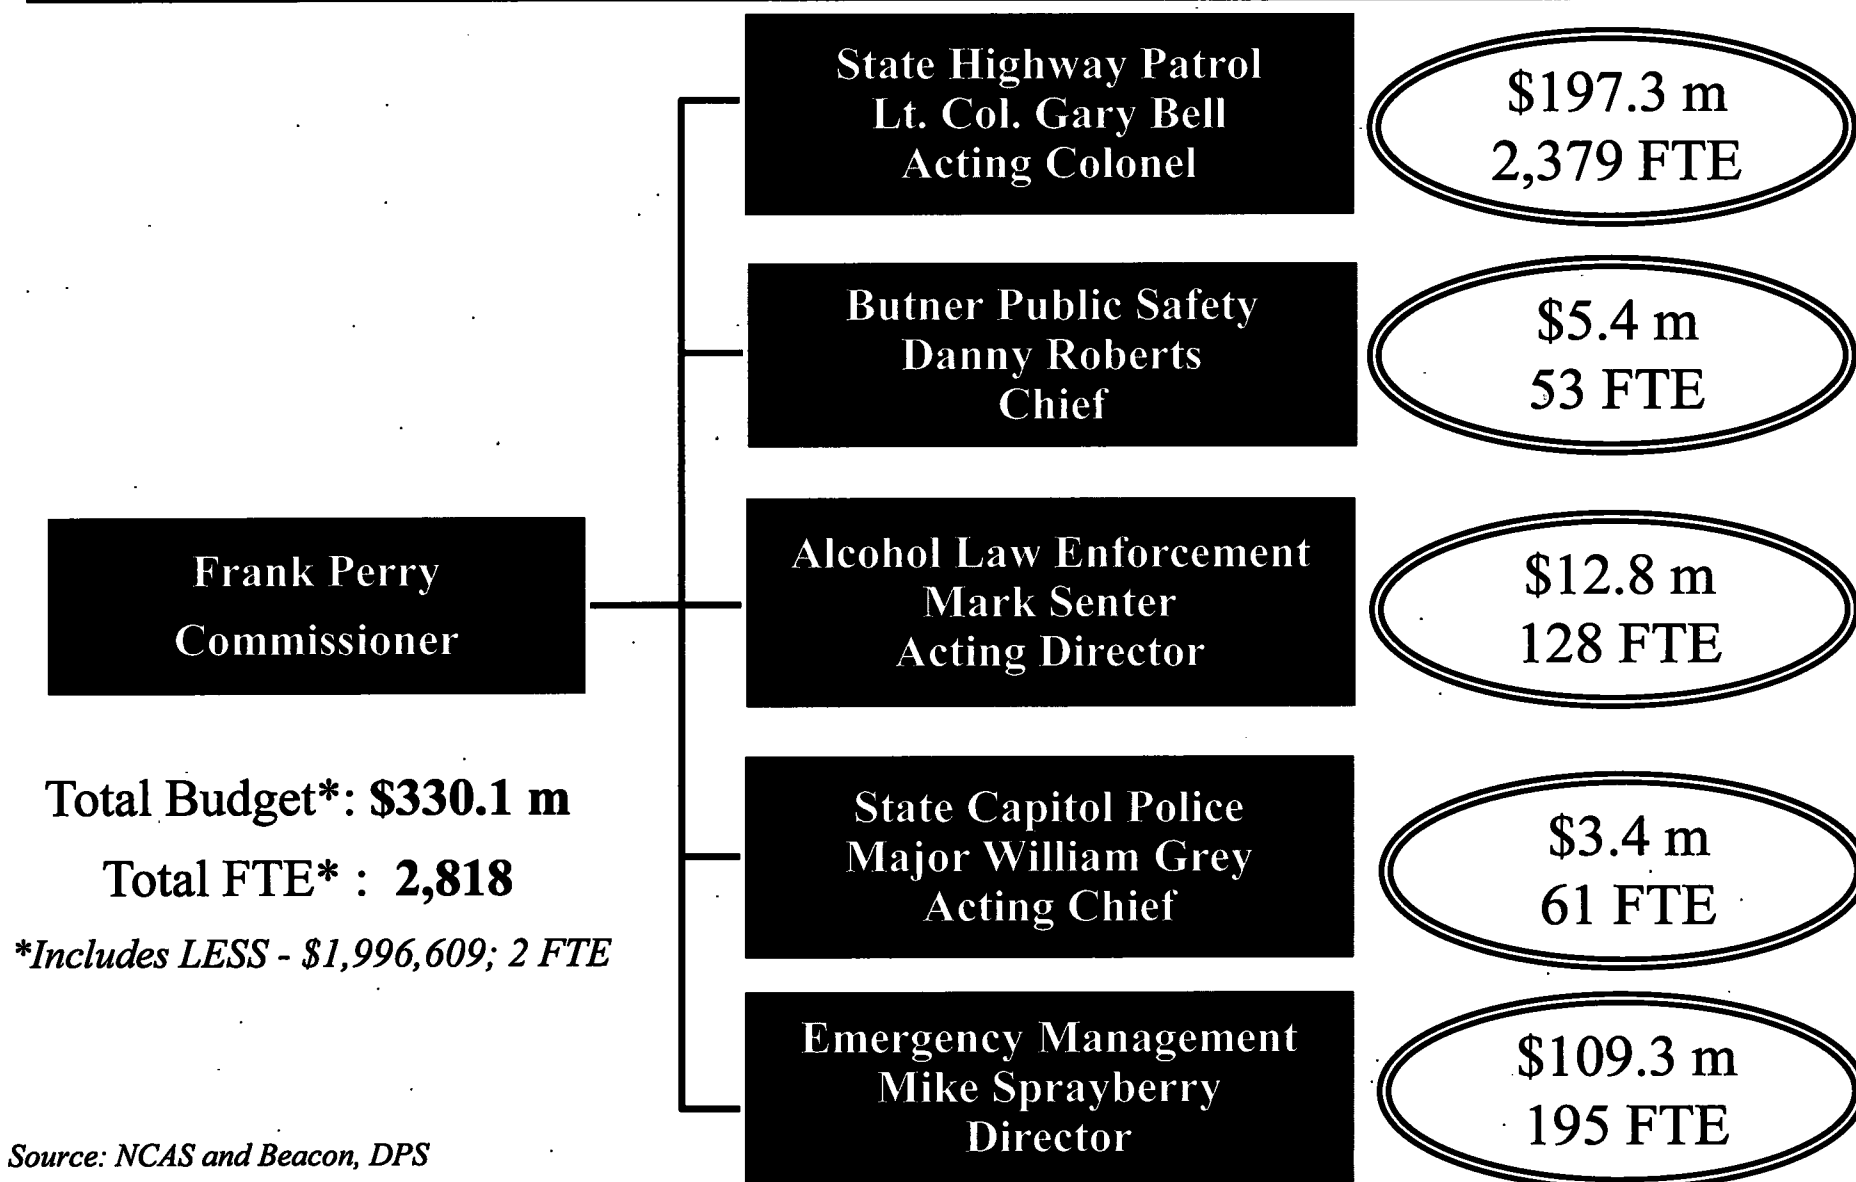 State Highway Patrol
Lt. Col. Gary Bell
Acting Colonel
$197.3 m
2,379 FTE
Butner Public Safety
Danny Roberts
Chief
$5.4 m
53 FTE
Frank Perry
Commissioner
Alcohol Law Enforcement
Mark Senter
Acting Director
$12.8 m
128 FTE
Total Budget*: $330.1 m
Total FTE* : 2,818
*Includes LESS - $1,996,609; 2 FTE
State Capitol Police
Major William Grey
Acting Chief
$3.4 m
61 FTE
Emergency Management
Mike Sprayberry
Director
$109.3 m
195 FTE
Source: NCAS and Beacon, DPS